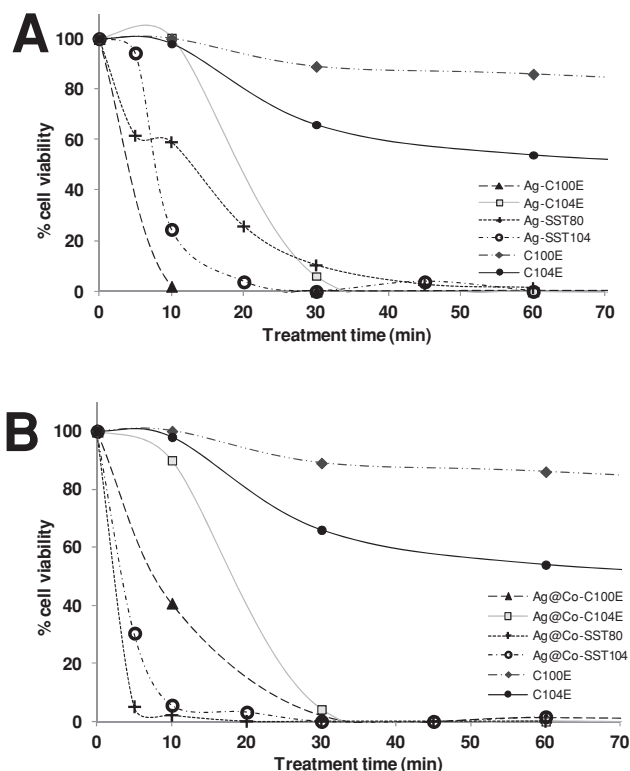 A
100
80
60
40
20
0
% cell viability
0 10 20 30 40 50 60 70
Treatment time (min)
Ag-C100E
Ag-C104E
Ag-SST80
Ag-SST104
C100E
C104E
B
100
80
60
40
20
0
% cell viability
0 10 20 30 40 50 60 70
Treatment time (min)
Ag@Co-C100E
Ag@Co-C104E
Ag@Co-SST80
Ag@Co-SST104
C100E
C104E